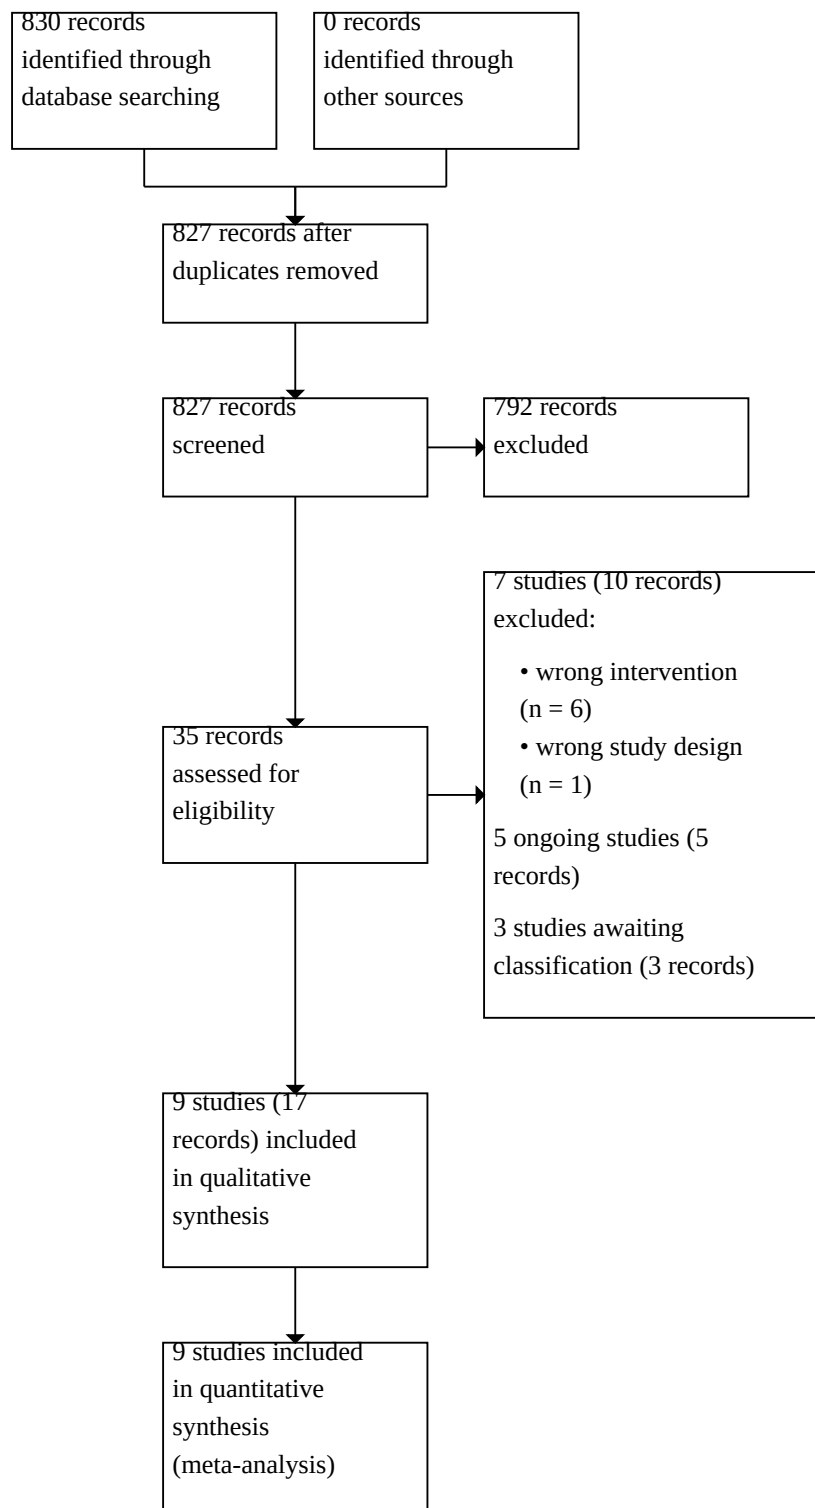 830 records
identified through
database searching
0 records
identified through
other sources
827 records after
duplicates removed
827 records
screened
792 records
excluded
7 studies (10 records)
excluded:
• wrong intervention
(n = 6)
• wrong study design
(n = 1)
5 ongoing studies (5
records)
3 studies awaiting
classification (3 records)
35 records
assessed for
eligibility
9 studies (17
records) included
in qualitative
synthesis
9 studies included
in quantitative
synthesis
(meta-analysis)